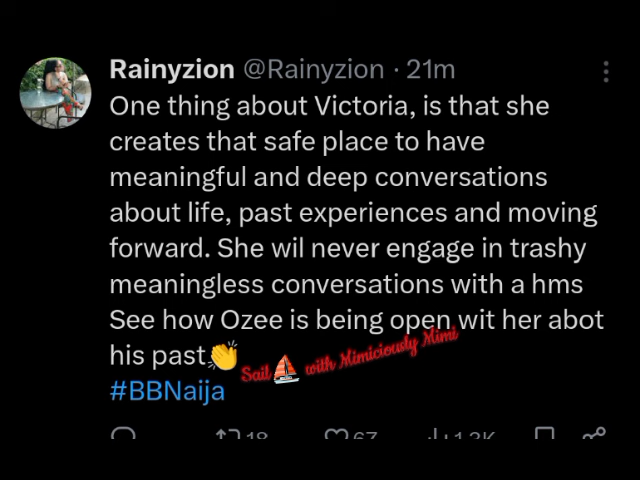 Rainyzion @Rainyzion · 21m
One thing about Victoria, is that she
creates that safe place to have
meaningful and deep conversations
about life, past experiences and moving
forward. She wil never engage in trashy
meaningless conversations with a hms
See how Ozee is being open wit her abot
his past.👏
Sail⛵ with Mimiciously Mimi
#BBNaija
18 67 1.3K